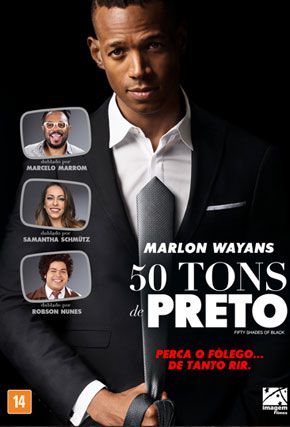 dublado por
MARCELO MARROM
dublado por
SAMANTHA SCHMÜTZ
dublado por
ROBSON NUNES
MARLON WAYANS
50 TONS
de PRETO
FIFTY SHADES OF BLACK
PERCA O FÔLEGO...
DE TANTO RIR.
14
imagem
filmes